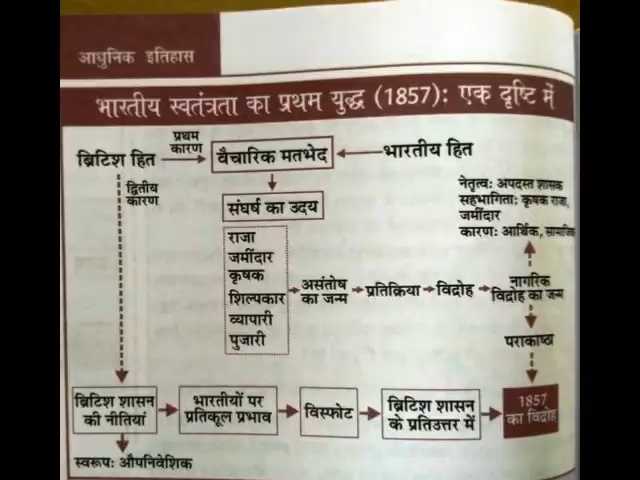 आधुनिक इतिहास
भारतीय स्वतंत्रता का प्रथम युद्ध (1857): एक दृष्टि में
ब्रिटिश हित
प्रथम
कारण
वैचारिक मतभेद
भारतीय हित
द्वितीय
कारण
नेतृत्व: अपदस्त शासक
सहभागिता: कृषक राजा,
जमींदार
कारण: आर्थिक, सामाजिक
संघर्ष का उदय
राजा
जमींदार
कृषक
शिल्पकार
व्यापारी
पुजारी
असंतोष
का जन्म
प्रतिक्रिया
विद्रोह
नागरिक
विद्रोह का जन्म
पराकाष्ठा
ब्रिटिश शासन
की नीतियां
भारतीयों पर
प्रतिकूल प्रभाव
विस्फोट
ब्रिटिश शासन
के प्रतिउत्तर में
1857
का विद्रोह
स्वरूप: औपनिवेशिक